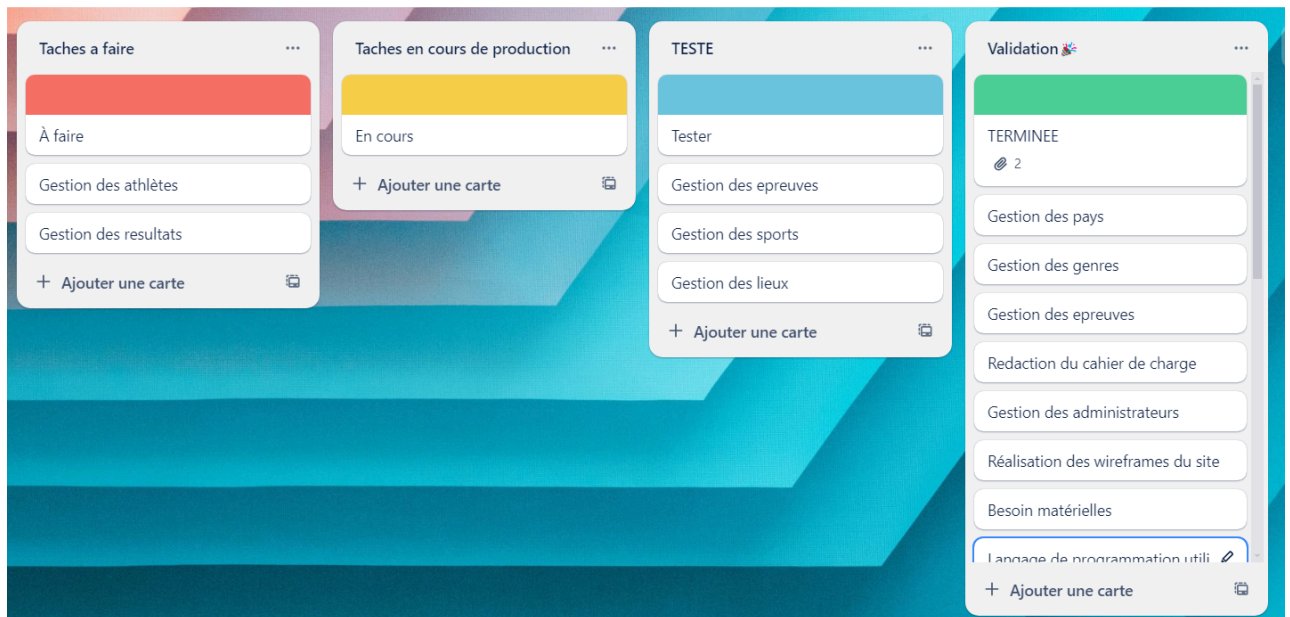 Taches a faire
À faire
Gestion des athlètes
Gestion des resultats
Ajouter une carte
Taches en cours de production
En cours
Ajouter une carte
TESTE
Tester
Gestion des epreuves
Gestion des sports
Gestion des lieux
Ajouter une carte
Validation🎉
TERMINEE
2
Gestion des pays
Gestion des genres
Gestion des epreuves
Redaction du cahier de charge
Gestion des administrateurs
Réalisation des wireframes du site
Besoin matérielles
Langage de programmation utili
Ajouter une carte